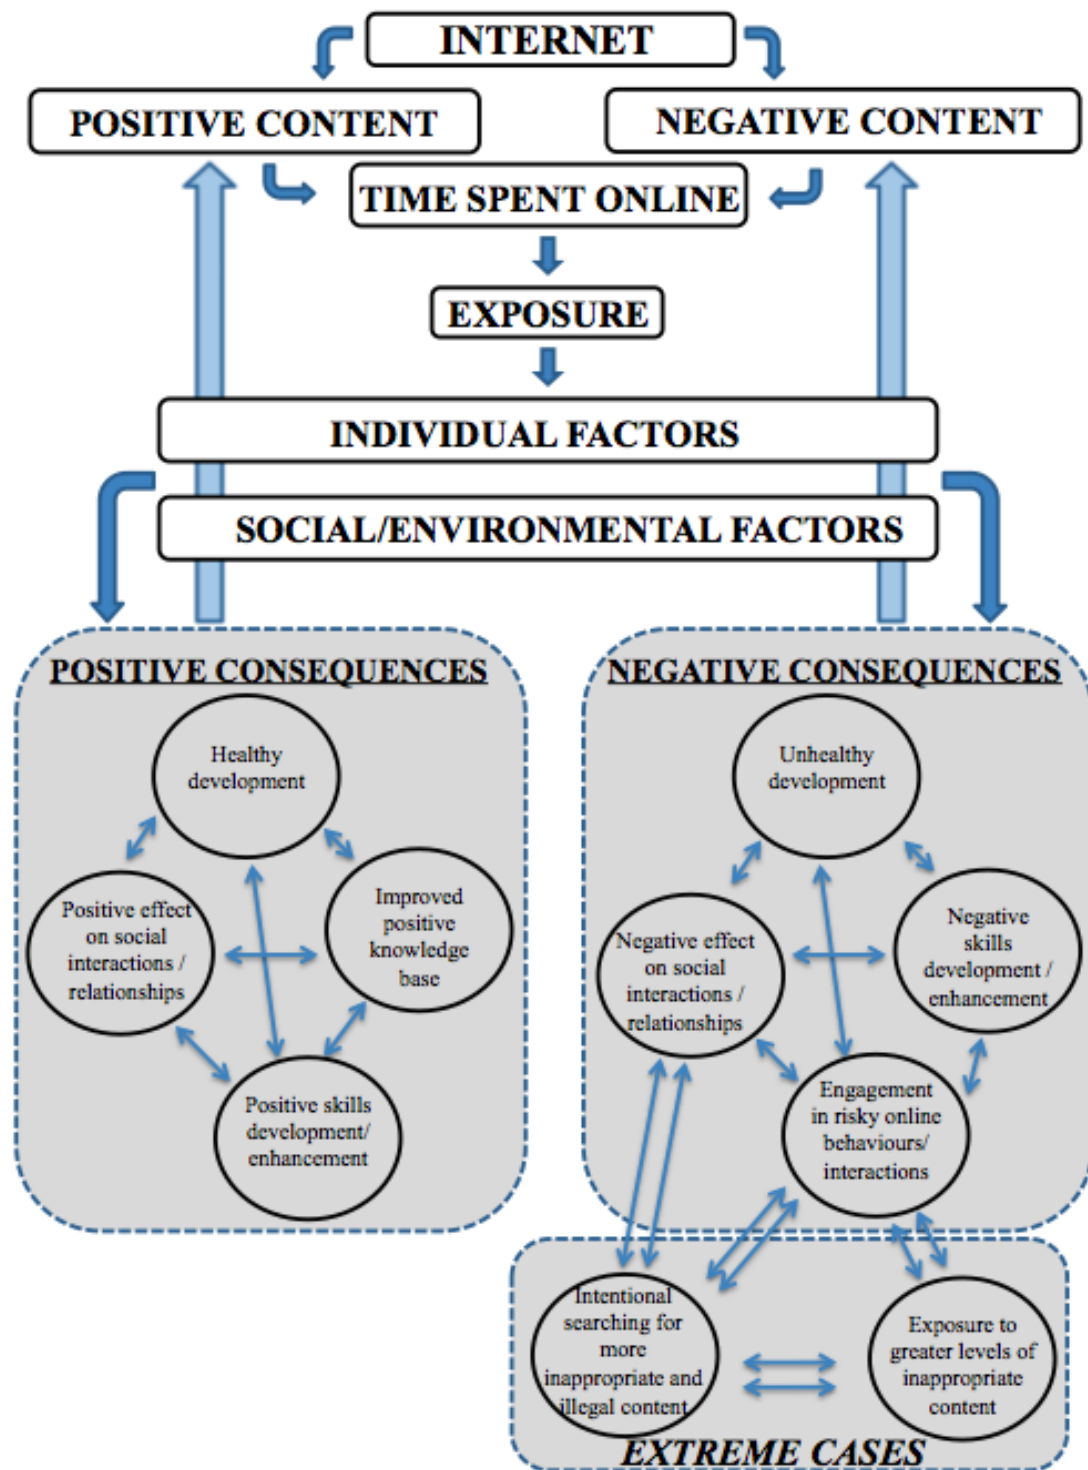 INTERNET
POSITIVE CONTENT
NEGATIVE CONTENT
TIME SPENT ONLINE
EXPOSURE
INDIVIDUAL FACTORS
SOCIAL/ENVIRONMENTAL FACTORS
POSITIVE CONSEQUENCES
Healthy
development
Positive effect
on social
interactions /
relationships
Improved
positive
knowledge
base
Positive skills
development/
enhancement
NEGATIVE CONSEQUENCES
Unhealthy
development
Negative effect
on social
interactions /
relationships
Negative
skills
development /
enhancement
Engagement
in risky online
behaviours/
interactions
Intentional
searching for
more
inappropriate and
illegal content
Exposure to
greater levels of
inappropriate
content
EXTREME CASES